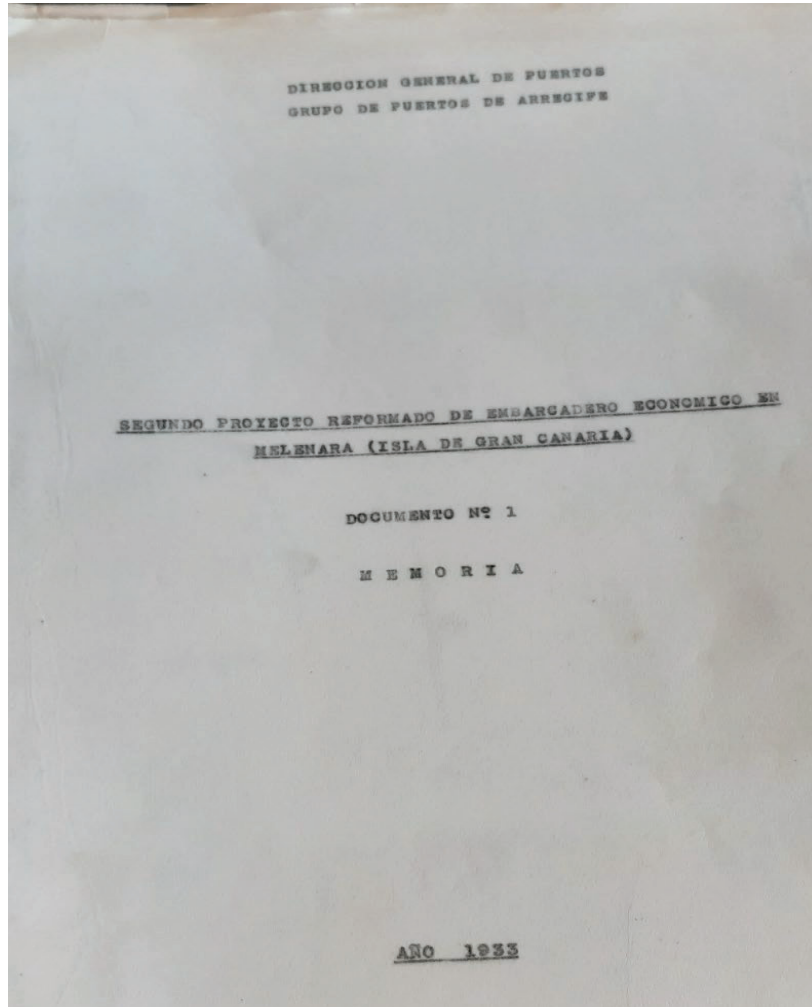 DIRECCION GENERAL DE PUERTOS
GRUPO DE PUERTOS DE ARRECIFE
SEGUNDO PROYECTO REFORMADO DE EMBARCADERO ECONOMICO EN
MELENARA (ISLA DE GRAN CANARIA)
DOCUMENTO Nº 1
M E M O R I A
AÑO 1933